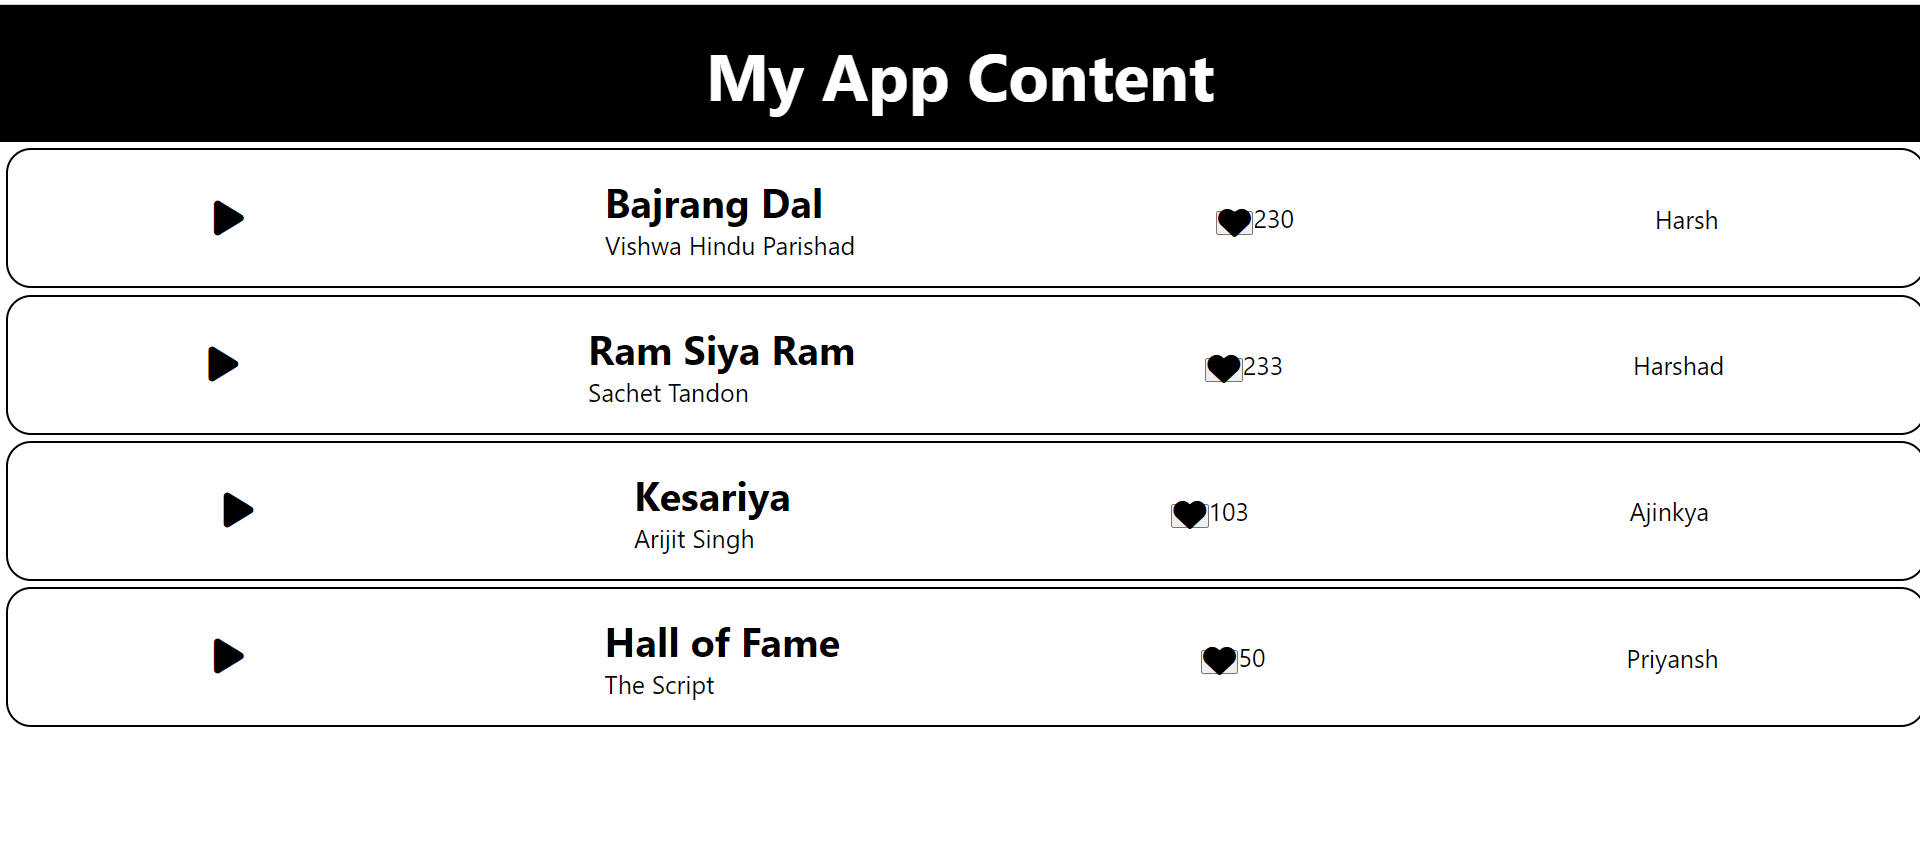 My App Content
Bajrang Dal
Vishwa Hindu Parishad
230
Harsh
Ram Siya Ram
Sachet Tandon
233
Harshad
Kesariya
Arijit Singh
103
Ajinkya
Hall of Fame
The Script
50
Priyansh